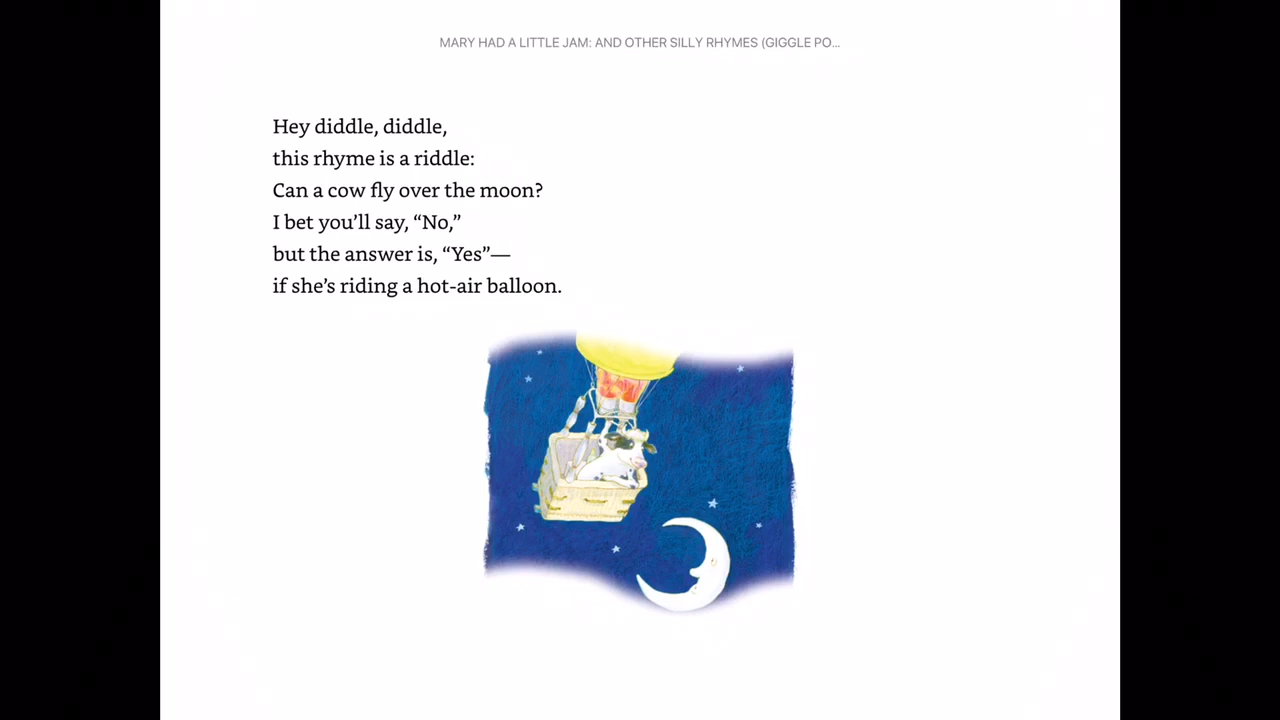 MARY HAD A LITTLE JAM: AND OTHER SILLY RHYMES (GIGGLE PO...
Hey diddle, diddle,
this rhyme is a riddle:
Can a cow fly over the moon?
I bet you’ll say, “No,”
but the answer is, “Yes”—
if she’s riding a hot-air balloon.